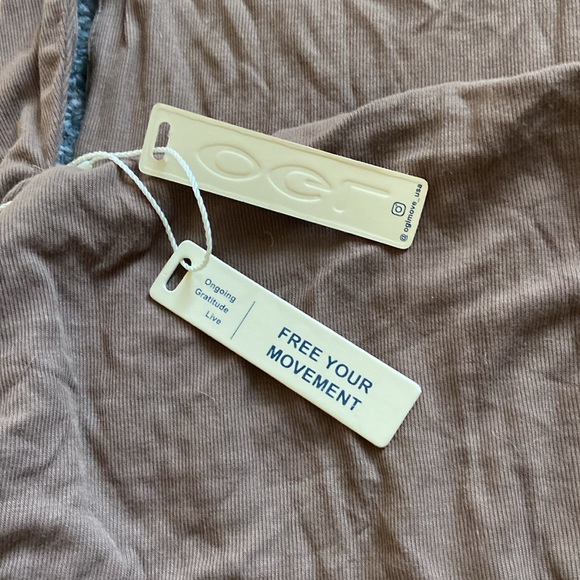 OGL
@oglmove_usa
Ongoing
Gratitude
Live
FREE YOUR
MOVEMENT